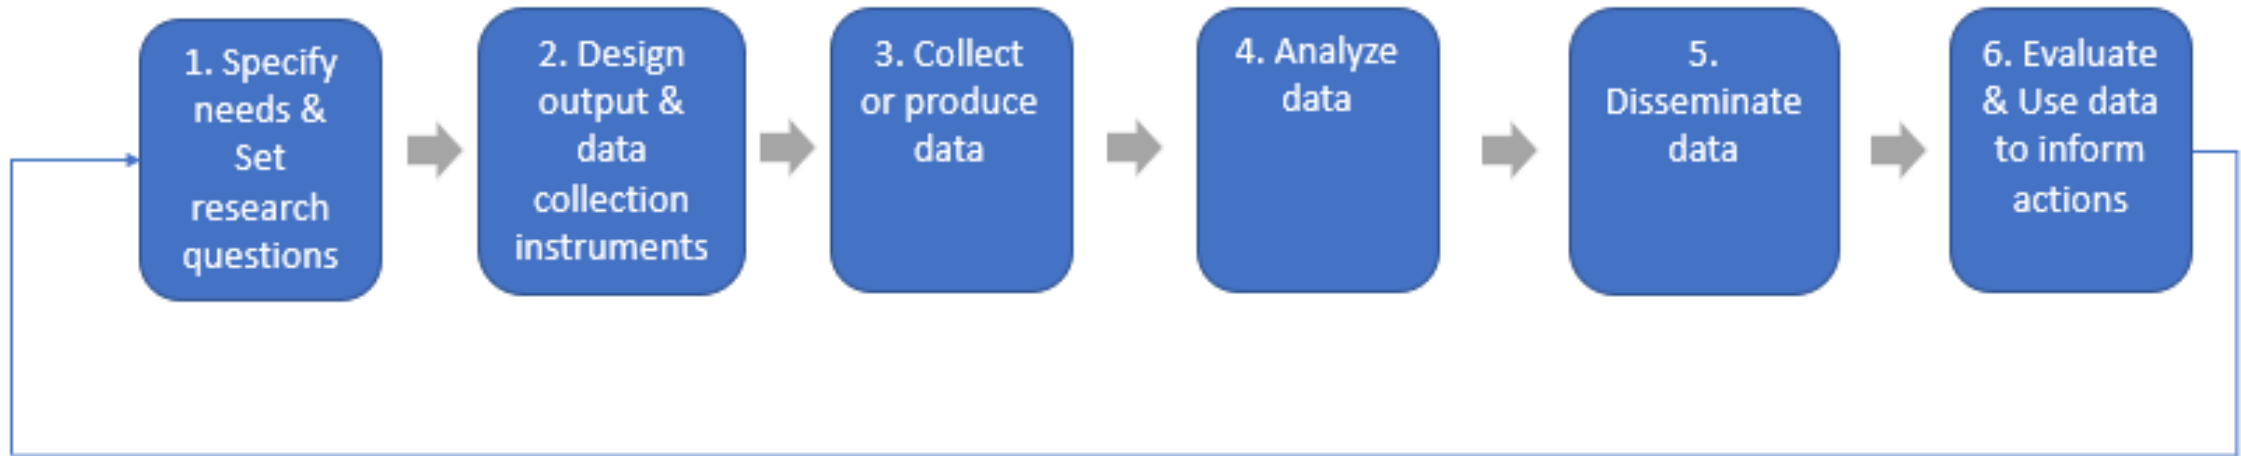 1. Specify
needs &
Set
research
questions
2. Design
output &
data
collection
instruments
3. Collect
or produce
data
4. Analyze
data
5.
Disseminate
data
6. Evaluate
& Use data
to inform
actions